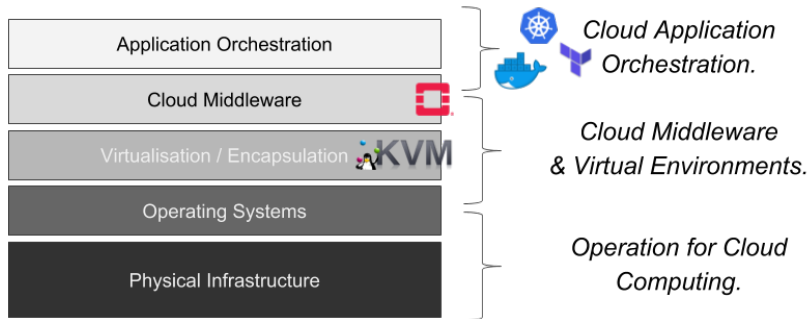 Application Orchestration
Cloud Middleware
Virtualisation / Encapsulation
KVM
Operating Systems
Physical Infrastructure
Cloud Application
Orchestration.
Cloud Middleware
& Virtual Environments.
Operation for Cloud
Computing.